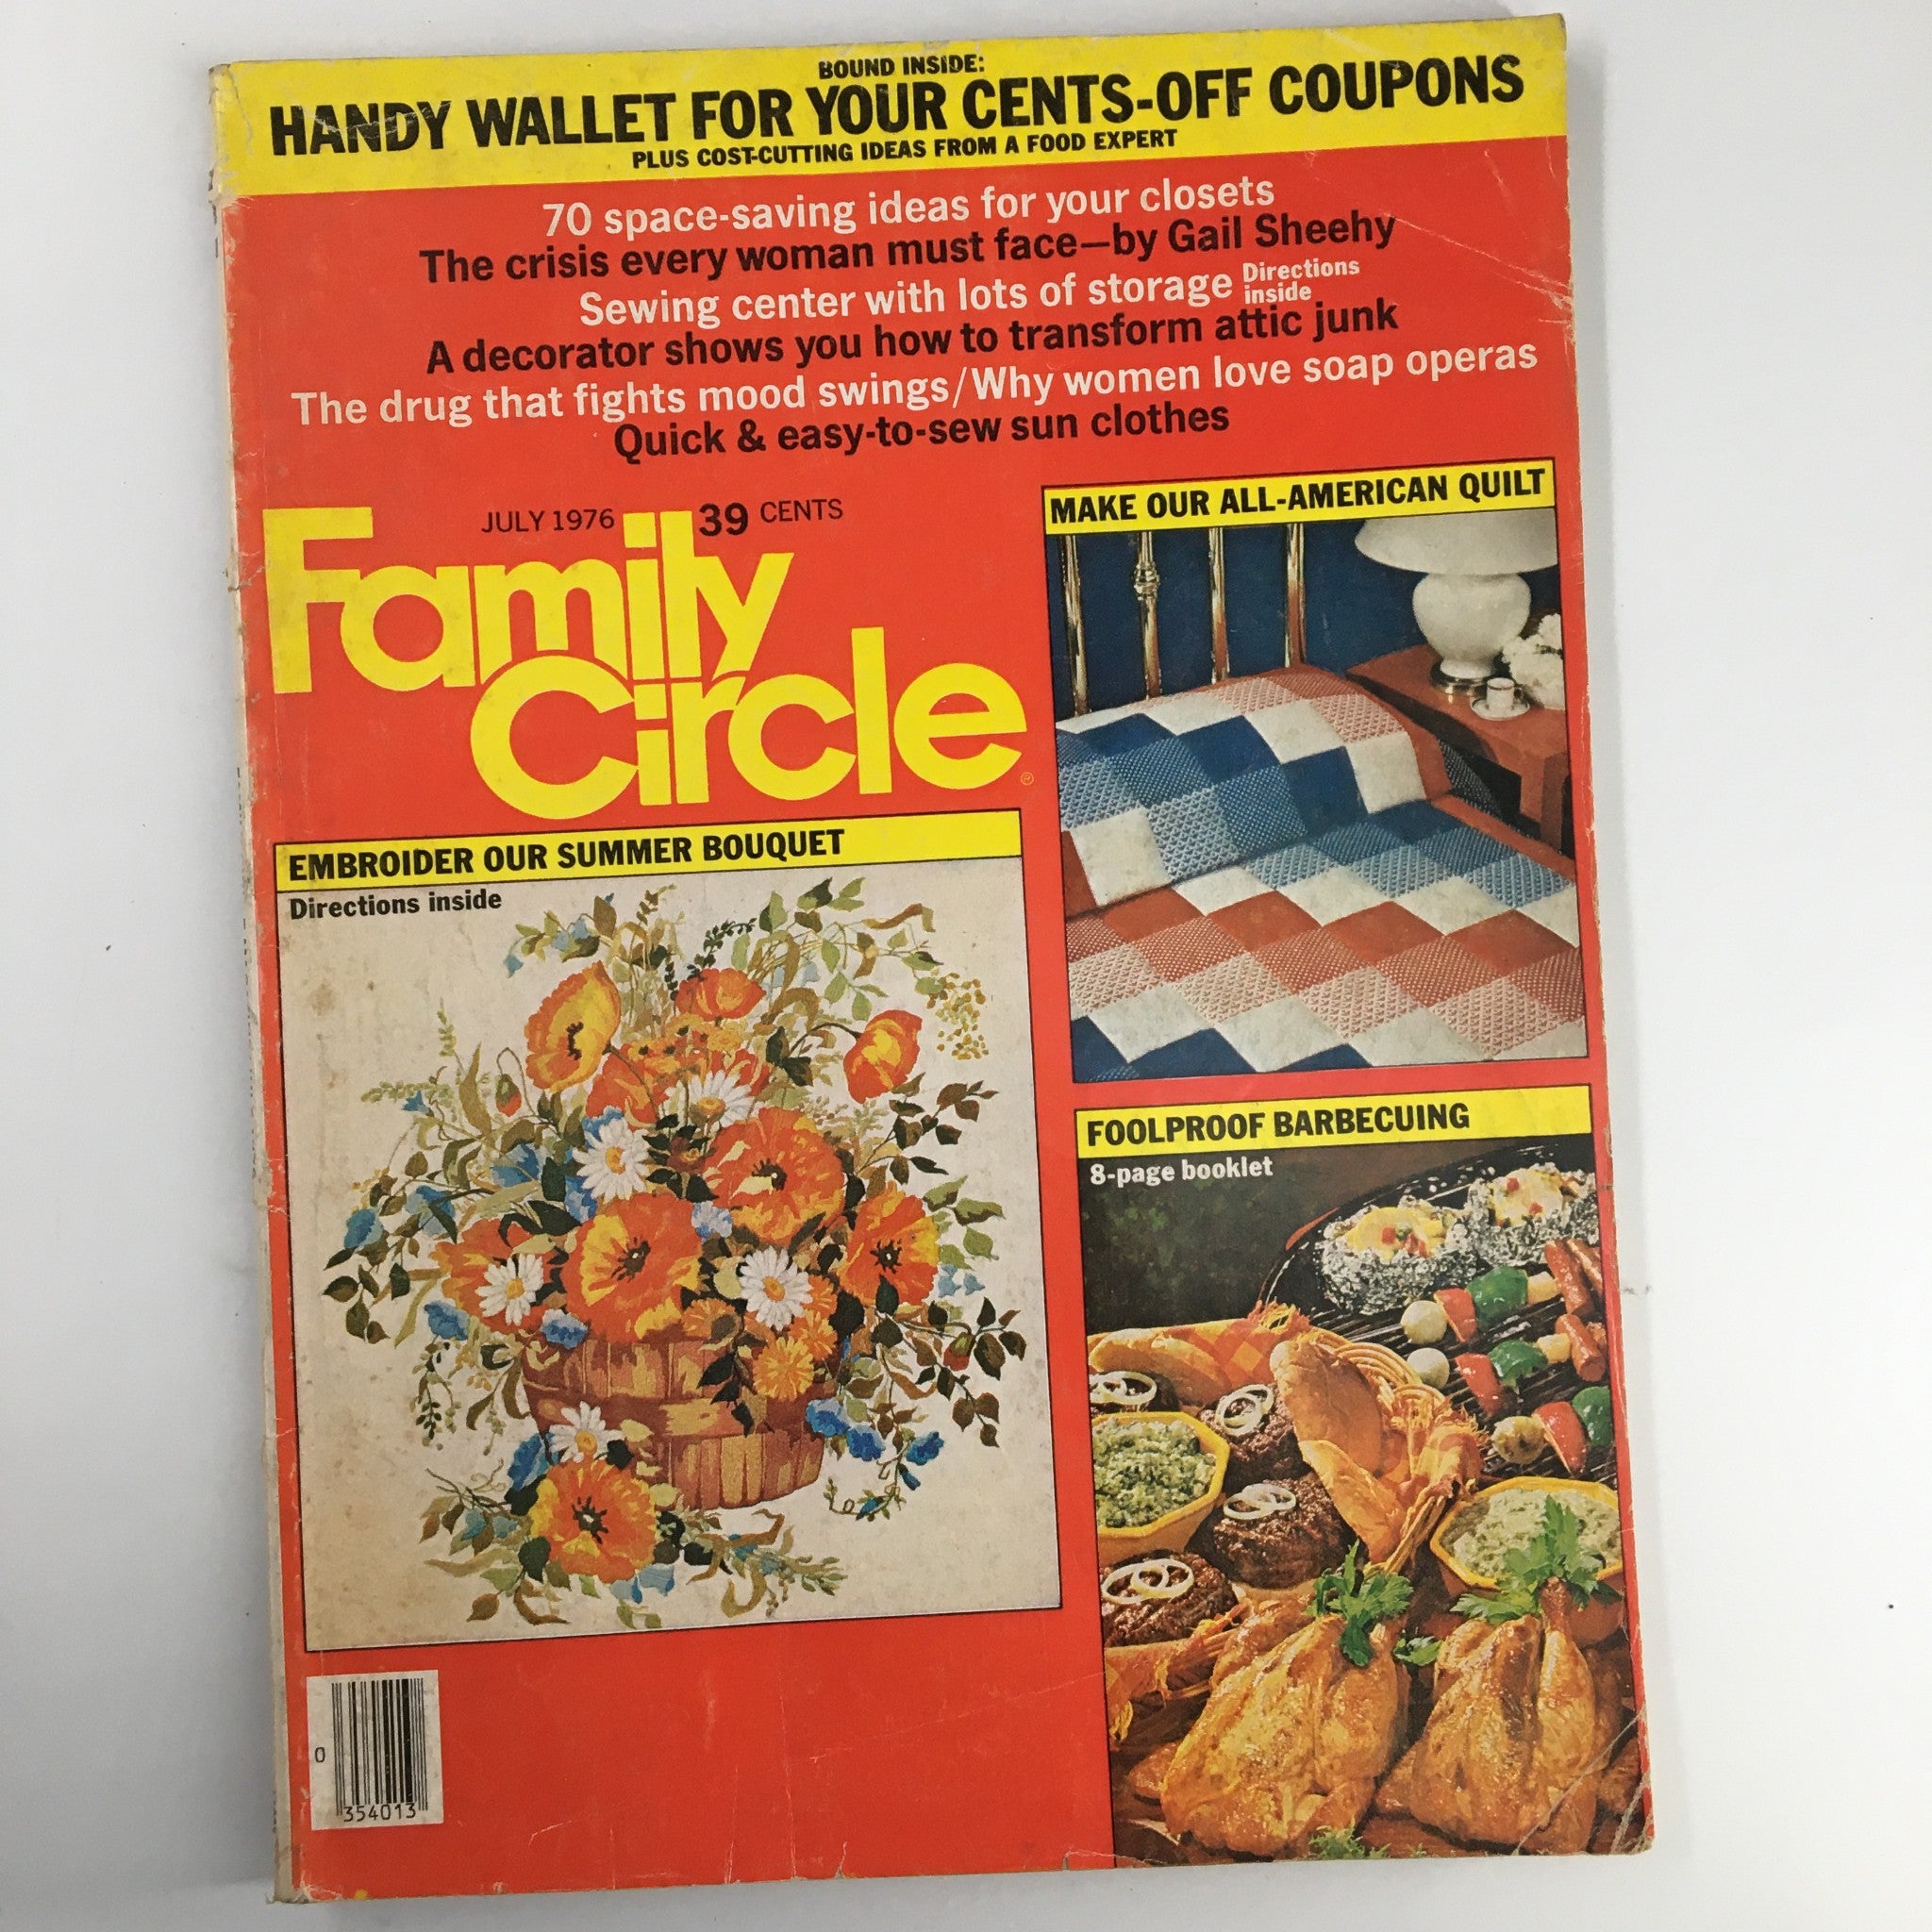 BOUND INSIDE:
HANDY WALLET FOR YOUR CENTS-OFF COUPONS
PLUS COST-CUTTING IDEAS FROM A FOOD EXPERT
70 space-saving ideas for your closets
The crisis every woman must face—by Gail Sheehy
Sewing center with lots of storage Directions inside
A decorator shows you how to transform attic junk
The drug that fights mood swings/Why women love soap operas
Quick & easy-to-sew sun clothes
JULY 1976 39 CENTS
Family
Circle®
MAKE OUR ALL-AMERICAN QUILT
EMBROIDER OUR SUMMER BOUQUET
Directions inside
FOOLPROOF BARBECUING
8-page booklet
0
354013